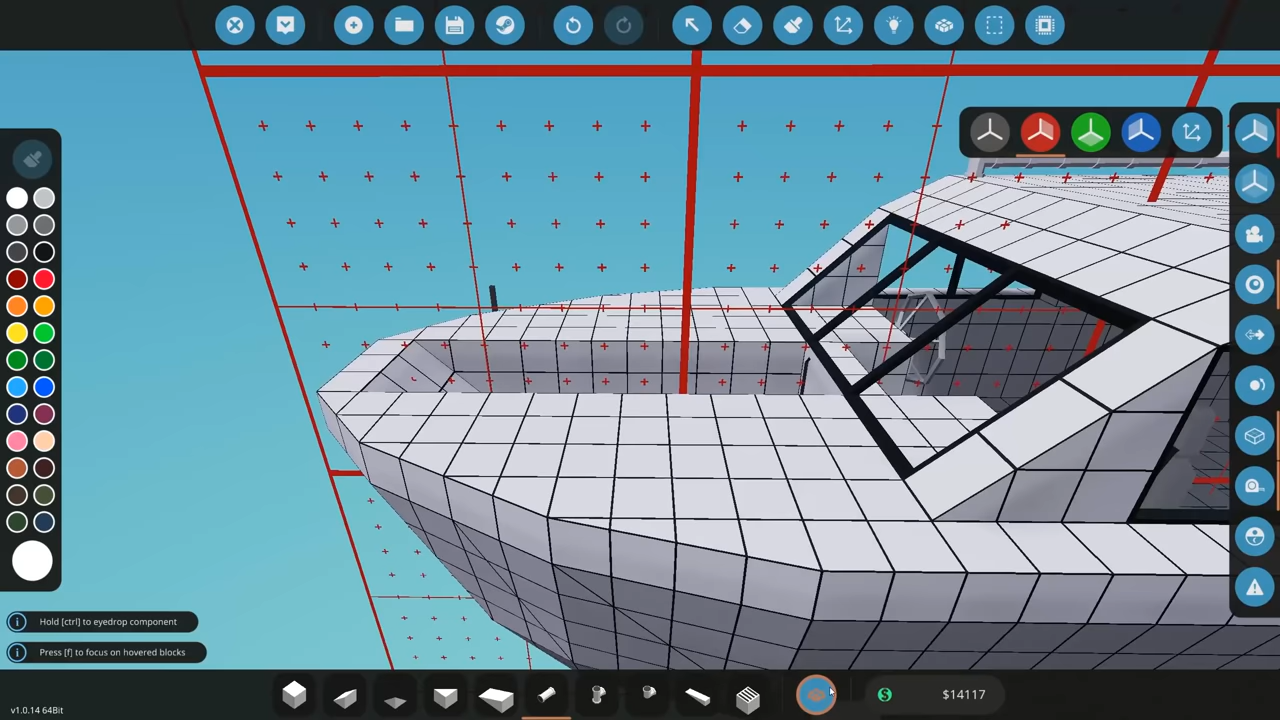 Hold [ctrl] to eyedrop component
Press [f] to focus on hovered blocks
$14117
v1.0.14 64Bit